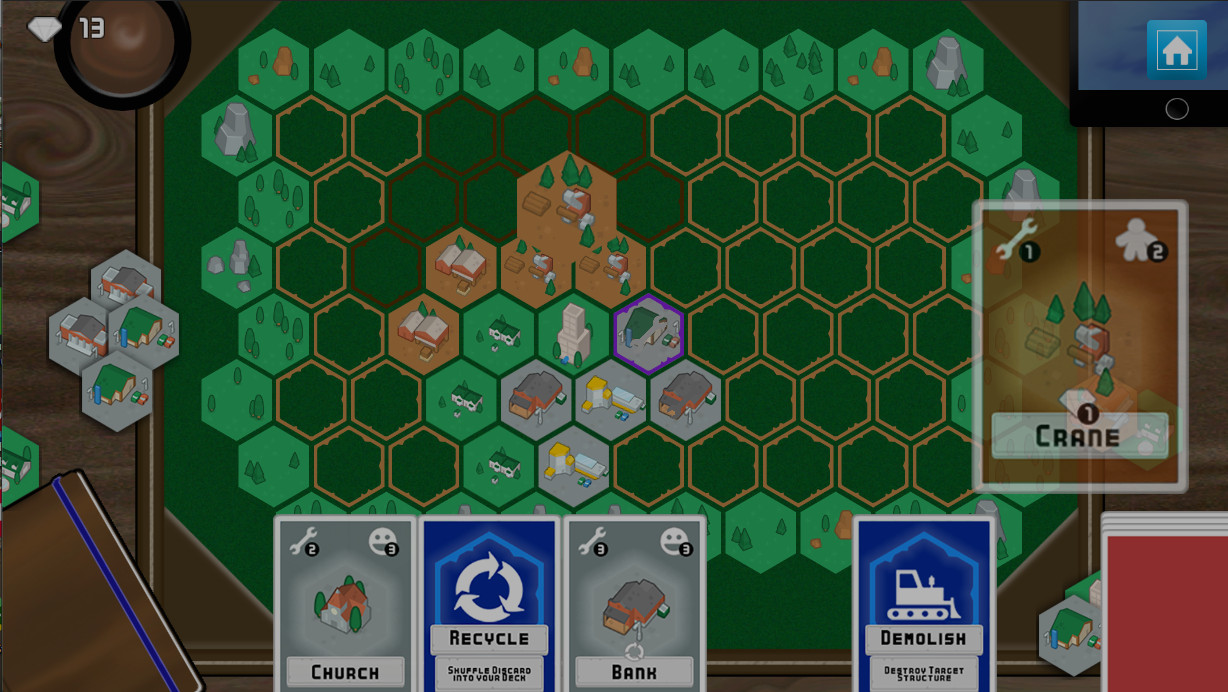 13
1
2
1
CRANE
2
3
CHURCH
RECYCLE
SHUFFLE DISCARD
INTO YOUR DECK
3
3
BANK
DEMOLISH
DESTROY TARGET
STRUCTURE